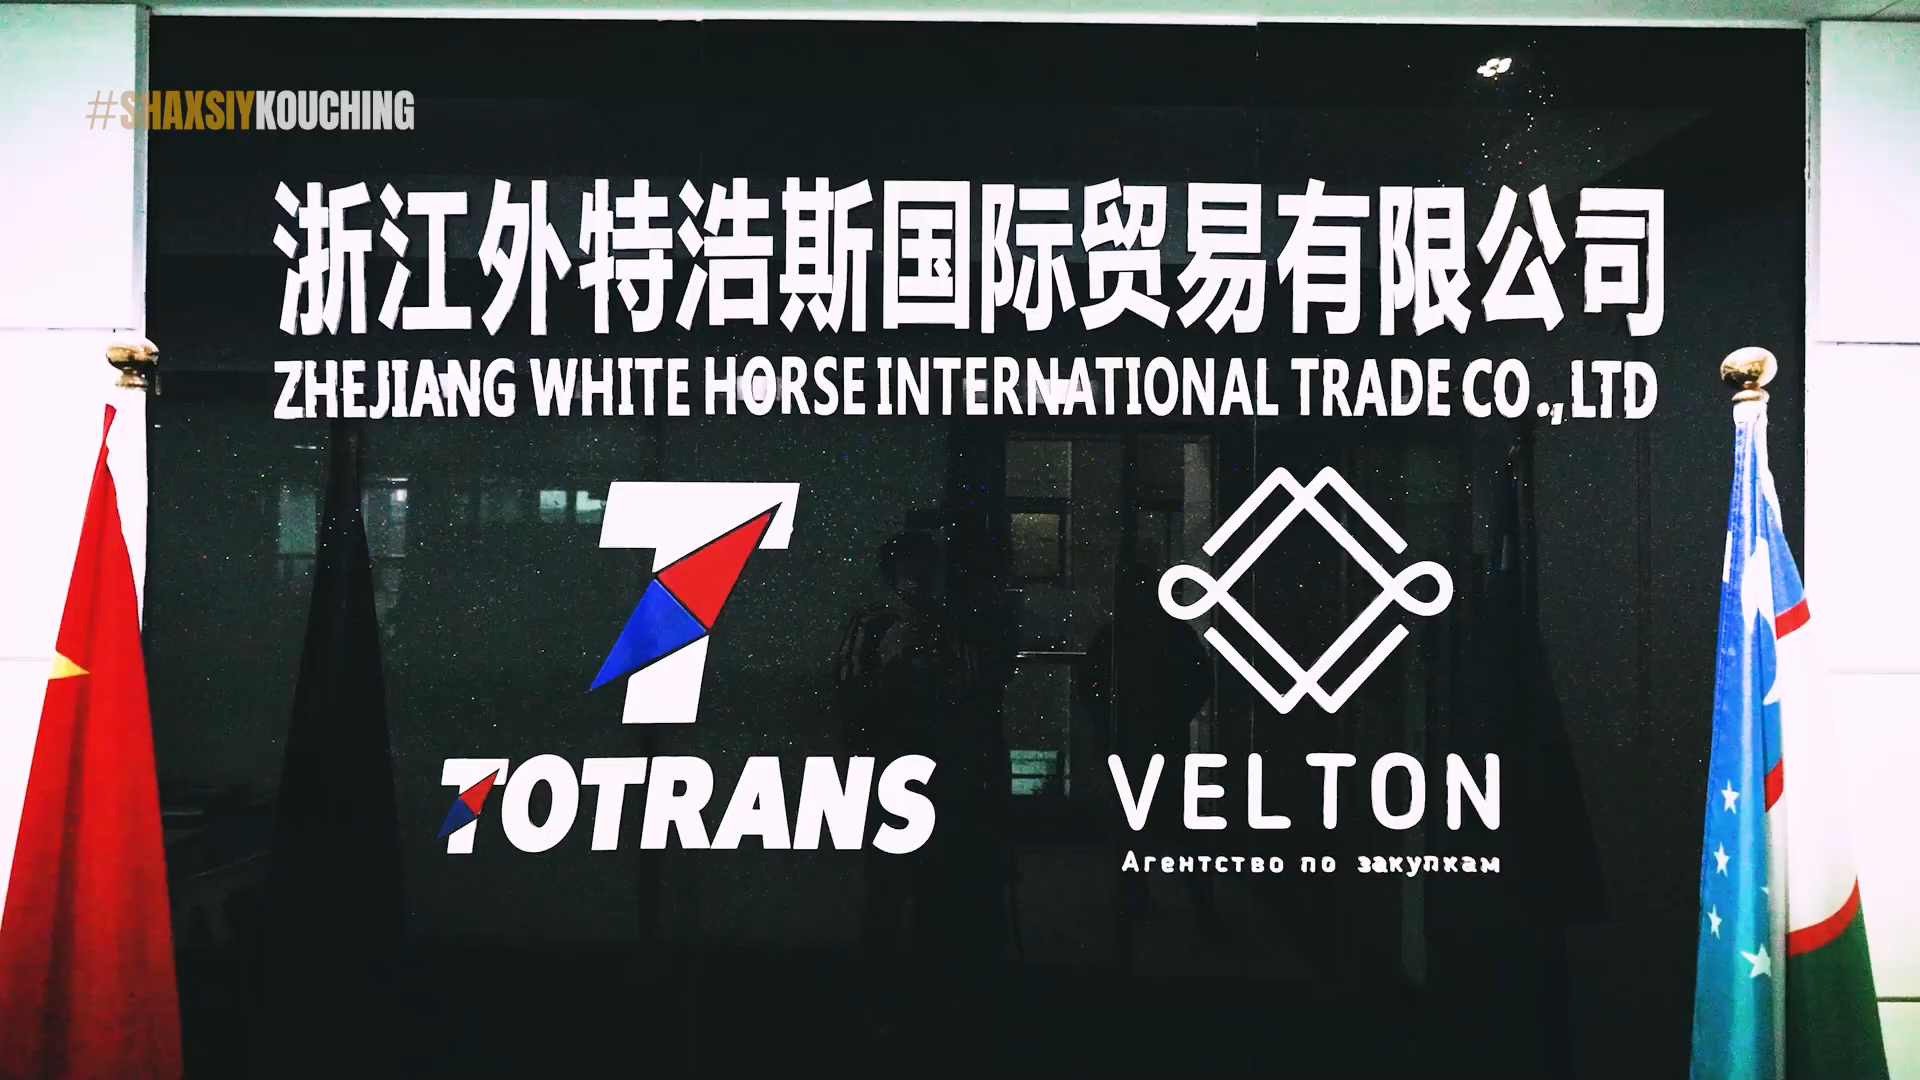 #SHAXSIYKOUCHING
浙江外特浩斯国际贸易有限公司
ZHEJIANG WHITE HORSE INTERNATIONAL TRADE CO.,LTD
TOTRANS
VELTON
Агентство по закупкам